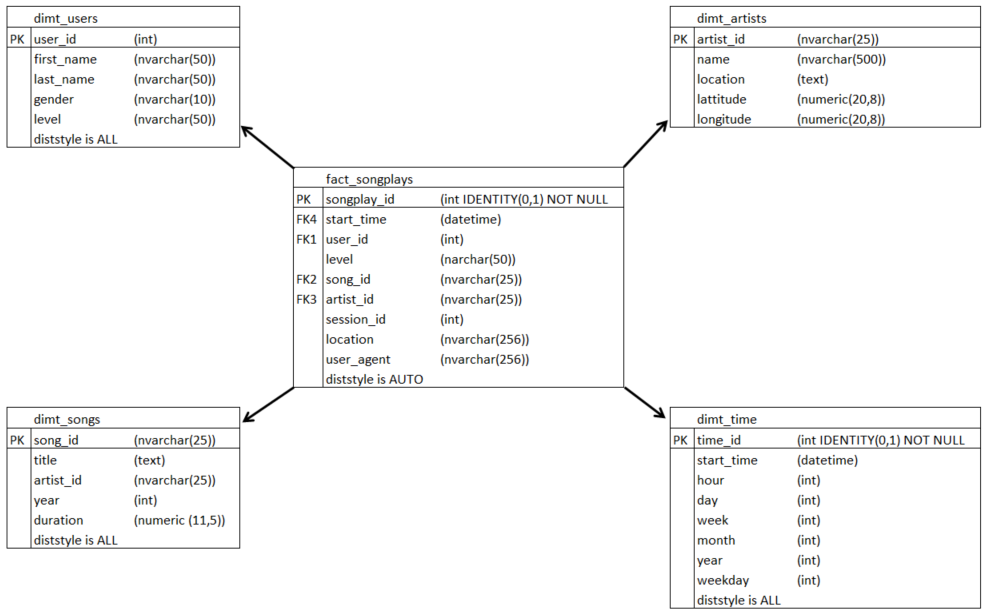 dimt_users
PK user_id (int)
first_name (nvarchar(50))
last_name (nvarchar(50))
gender (nvarchar(10))
level (nvarchar(50))
diststyle is ALL
dimt_artists
PK artist_id (nvarchar(25))
name (nvarchar(500))
location (text)
lattitude (numeric(20,8))
longitude (numeric(20,8))
fact_songplays
PK songplay_id (int IDENTITY(0,1) NOT NULL
FK4 start_time (datetime)
FK1 user_id (int)
level (narchar(50))
FK2 song_id (nvarchar(25))
FK3 artist_id (nvarchar(25))
session_id (int)
location (nvarchar(256))
user_agent (nvarchar(256))
diststyle is AUTO
dimt_songs
PK song_id (nvarchar(25))
title (text)
artist_id (nvarchar(25))
year (int)
duration (numeric (11,5))
diststyle is ALL
dimt_time
PK time_id (int IDENTITY(0,1) NOT NULL
start_time (datetime)
hour (int)
day (int)
week (int)
month (int)
year (int)
weekday (int)
diststyle is ALL